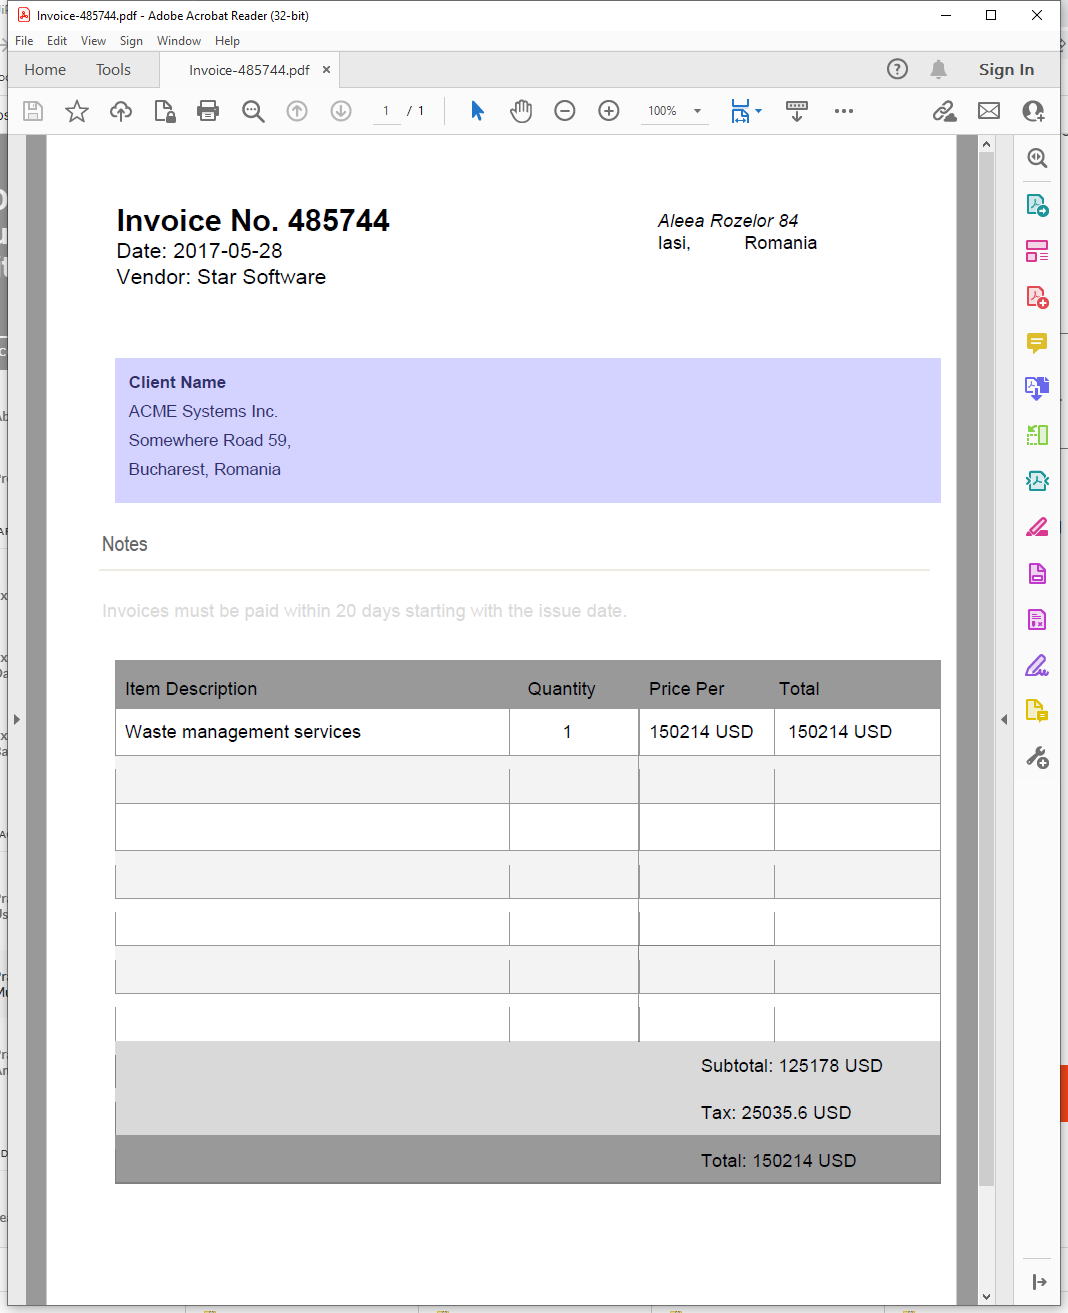 Invoice-485744.pdf - Adobe Acrobat Reader (32-bit)
File Edit View Sign Window Help
Home Tools Invoice-485744.pdf × Sign In
1 / 1 100%
Invoice No. 485744
Date: 2017-05-28
Vendor: Star Software
Aleea Rozelor 84
Iasi, Romania
Client Name
ACME Systems Inc.
Somewhere Road 59,
Bucharest, Romania
Notes
Invoices must be paid within 20 days starting with the issue date.
Item Description Quantity Price Per Total
Waste management services 1 150214 USD 150214 USD
Subtotal: 125178 USD
Tax: 25035.6 USD
Total: 150214 USD